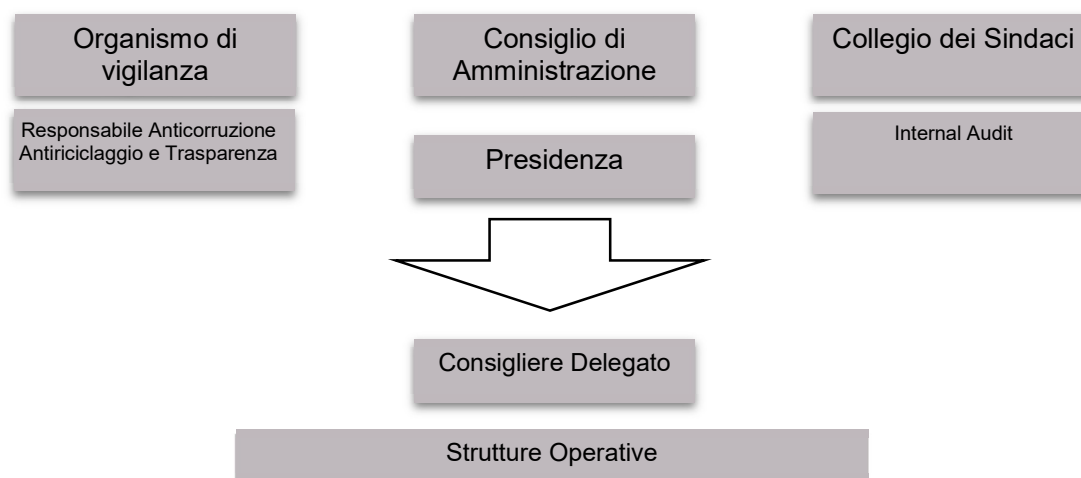 Organismo di
vigilanza
Consiglio di
Amministrazione
Collegio dei Sindaci
Responsabile Anticorruzione
Antiriciclaggio e Trasparenza
Presidenza
Internal Audit
Consigliere Delegato
Strutture Operative